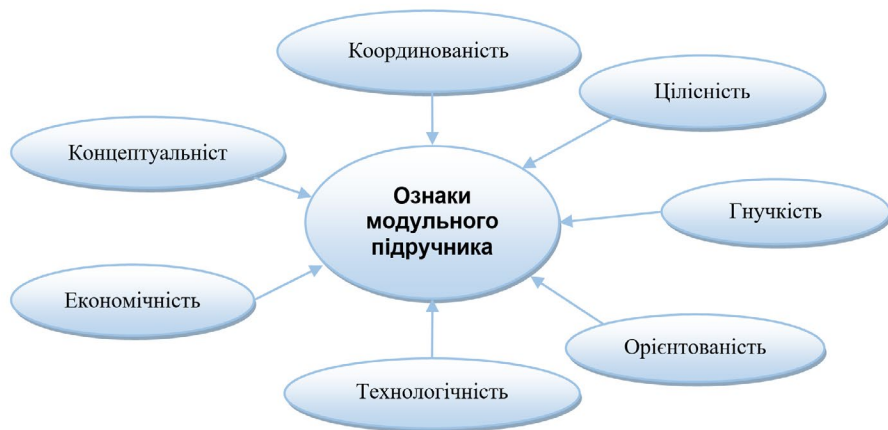 Координованість
Цілісність
Концептуальніст
Ознаки
модульного
підручника
Гнучкість
Економічність
Орієнтованість
Технологічність